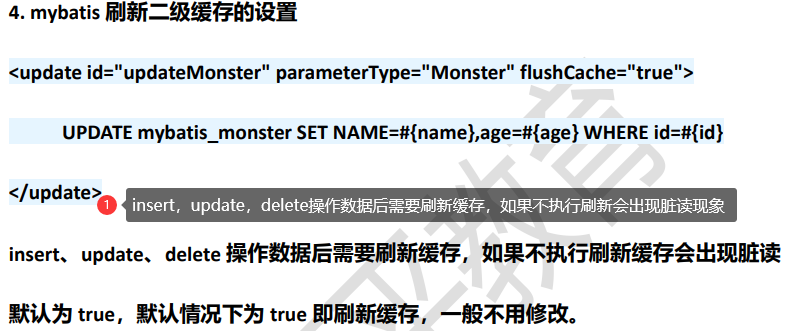 4. mybatis 刷新二级缓存的设置
<update id="updateMonster" parameterType="Monster" flushCache="true">
UPDATE mybatis_monster SET NAME=#{name},age=#{age} WHERE id=#{id}
</update>
1 insert，update，delete操作数据后需要刷新缓存，如果不执行刷新会出现脏读现象
insert、update、delete 操作数据后需要刷新缓存，如果不执行刷新缓存会出现脏读
默认为 true，默认情况下为 true 即刷新缓存，一般不用修改。